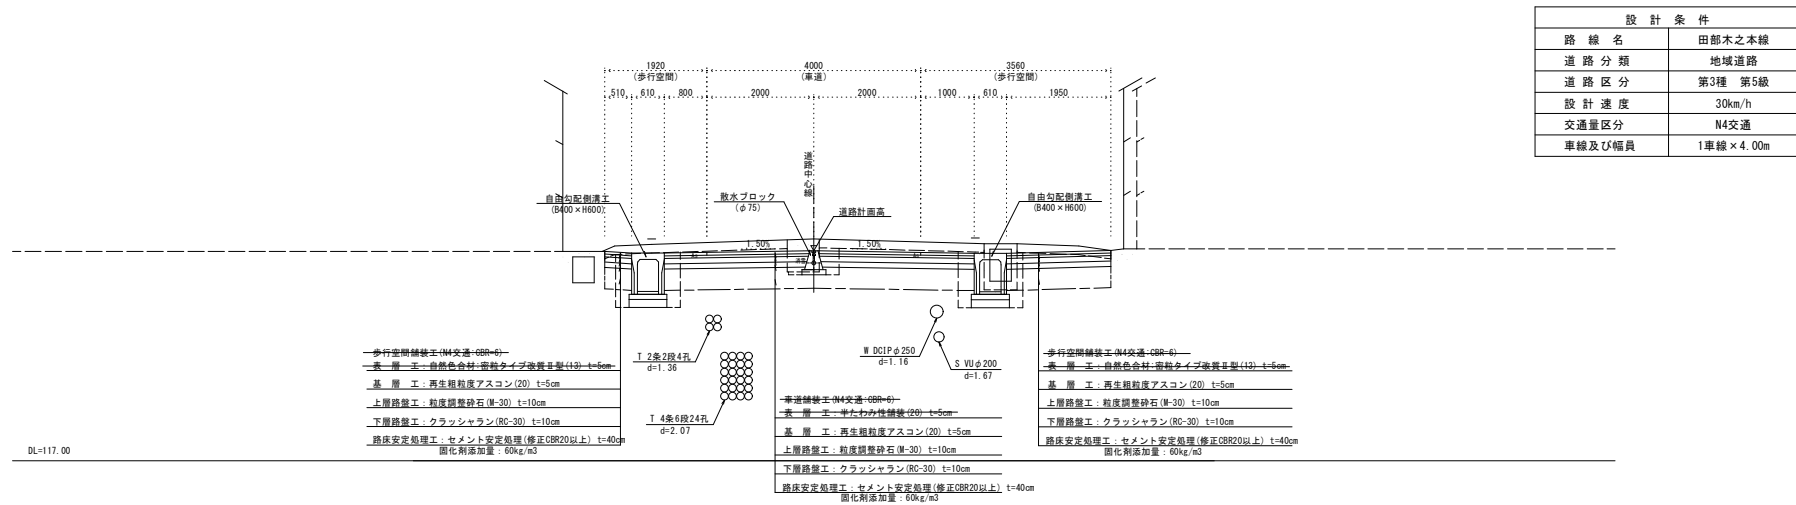 設 計 条 件
路 線 名 田部木之本線
道 路 分 類 地域道路
道 路 区 分 第3種 第5級
設 計 速 度 30km/h
交通量区分 N4交通
車線及び幅員 1車線×4.00m
1920 4000 3560
(歩行空間) (車道) (歩行空間)
510 610 800 2000 2000 1000 610 1950
道路中心線
自由勾配側溝工
(B400×H600)
散水ブロック
(φ75)
道路計画高
自由勾配側溝工
(B400×H600)
1.50% 1.50%
T 2条2段4孔
d=1.36
T 4条6段24孔
d=2.07
W DCIPφ250
d=1.16
S VUφ200
d=1.67
歩行空間舗装工(N4交通:CBR=6)
表 層 工：自然色合材:密粒タイプ改質Ⅱ型(13) t=5cm
基 層 工：再生粗粒度アスコン(20) t=5cm
上層路盤工：粒度調整砕石(M-30) t=10cm
下層路盤工：クラッシャラン(RC-30) t=10cm
路床安定処理工：セメント安定処理(修正CBR20以上) t=40cm
固化剤添加量：60kg/m3
車道舗装工(N4交通:CBR=6)
表 層 工：半たわみ性舗装(20) t=5cm
基 層 工：再生粗粒度アスコン(20) t=5cm
上層路盤工：粒度調整砕石(M-30) t=10cm
下層路盤工：クラッシャラン(RC-30) t=10cm
路床安定処理工：セメント安定処理(修正CBR20以上) t=40cm
固化剤添加量：60kg/m3
歩行空間舗装工(N4交通:CBR=6)
表 層 工：自然色合材:密粒タイプ改質Ⅱ型(13) t=5cm
基 層 工：再生粗粒度アスコン(20) t=5cm
上層路盤工：粒度調整砕石(M-30) t=10cm
下層路盤工：クラッシャラン(RC-30) t=10cm
路床安定処理工：セメント安定処理(修正CBR20以上) t=40cm
固化剤添加量：60kg/m3
DL=117.00